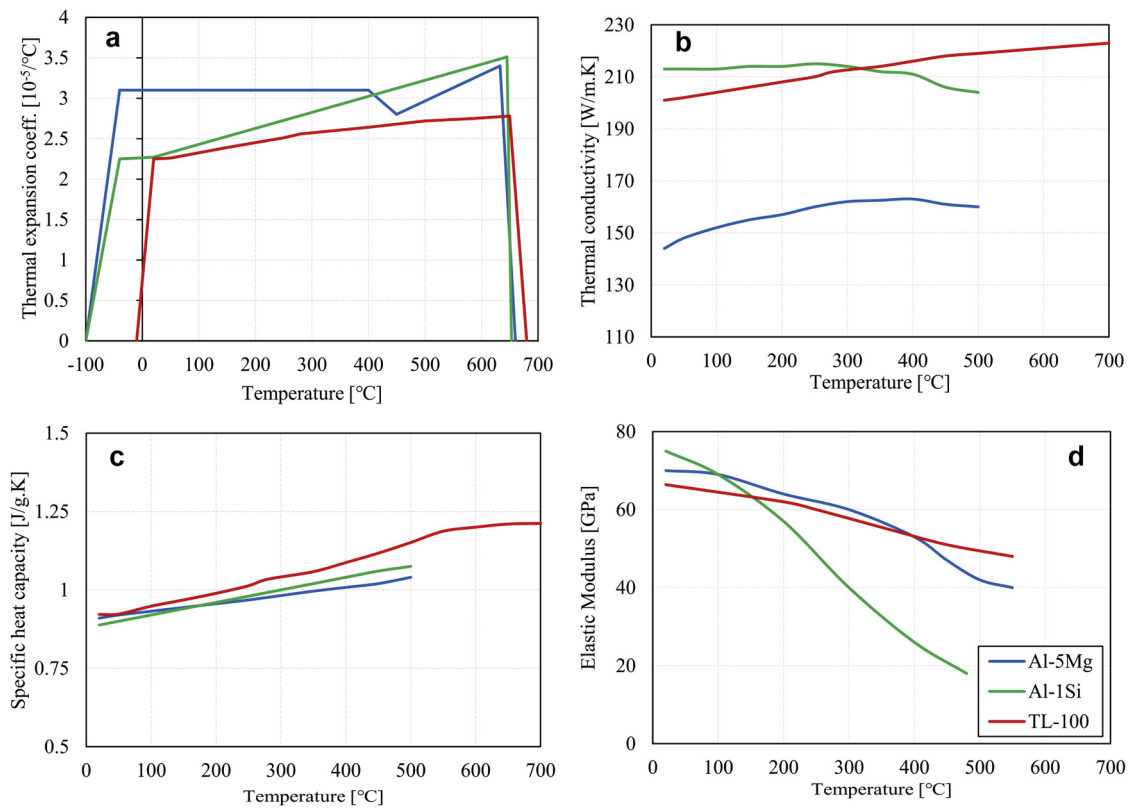 a
Thermal expansion coeff. [10⁻⁵/°C]
4
3.5
3
2.5
2
1.5
1
0.5
0
-100 0 100 200 300 400 500 600 700
Temperature [°C]
b
Thermal conductivity [W/m.K]
230
210
190
170
150
130
110
0 100 200 300 400 500 600 700
Temperature [°C]
c
Specific heat capacity [J/g.K]
1.5
1.25
1
0.75
0.5
0 100 200 300 400 500 600 700
Temperature [°C]
d
Elastic Modulus [GPa]
80
60
40
20
0
0 100 200 300 400 500 600 700
Temperature [°C]
Al-5Mg
Al-1Si
TL-100